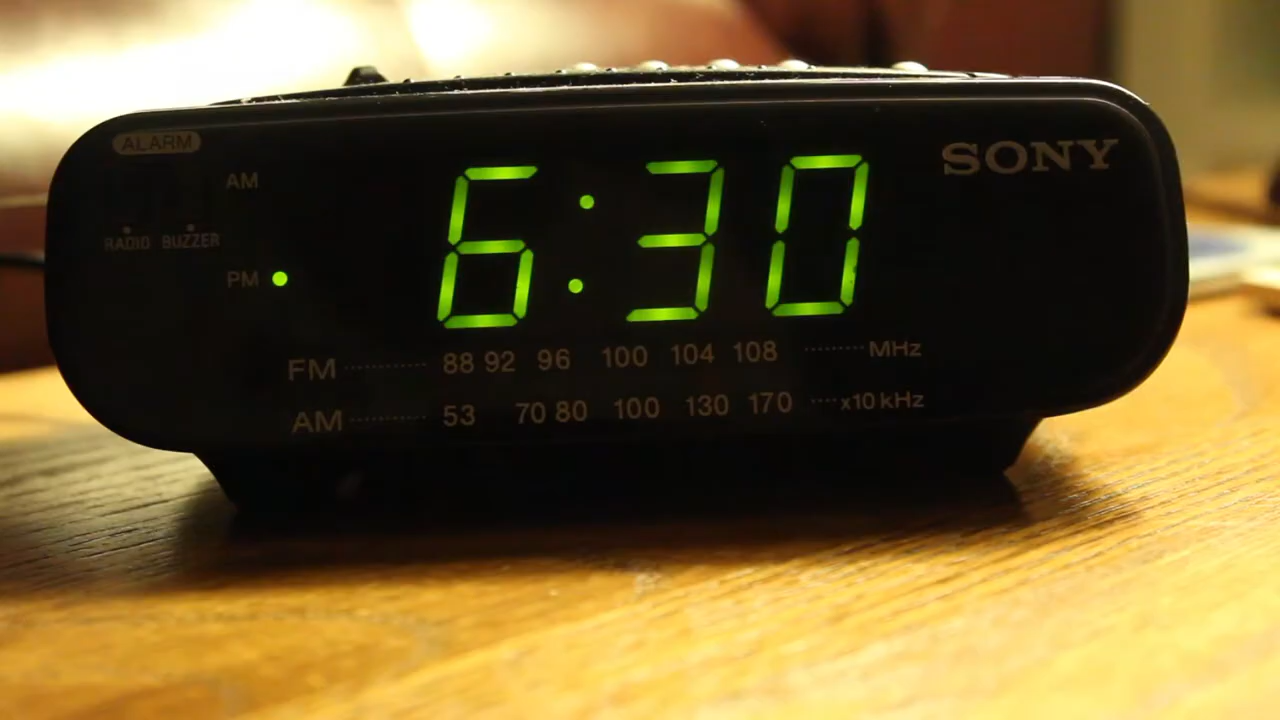 ALARM
AM
RADIO BUZZER
PM
6:30
SONY
FM 88 92 96 100 104 108 MHz
AM 53 70 80 100 130 170 x10 kHz